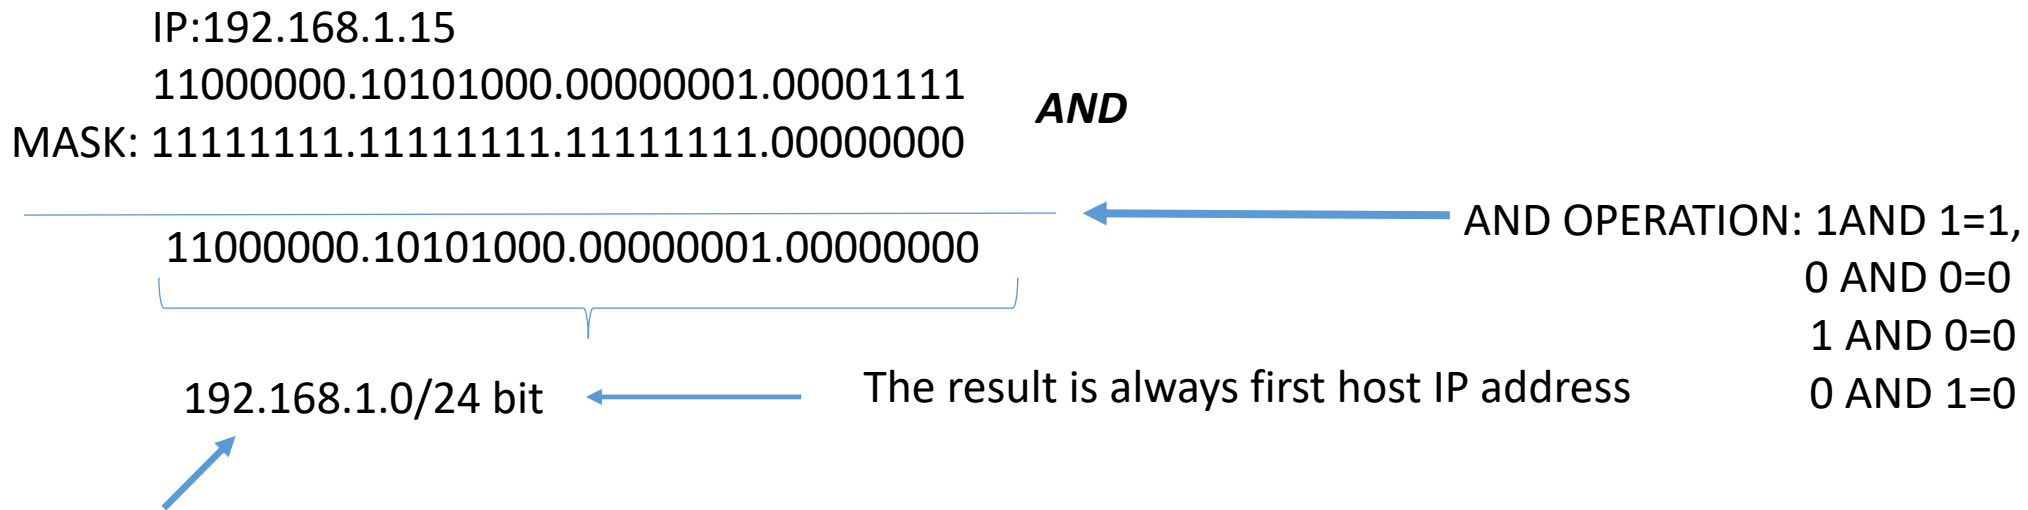 IP:192.168.1.15
11000000.10101000.00000001.00001111
AND
MASK: 11111111.11111111.11111111.00000000
AND OPERATION: 1AND 1=1,
11000000.10101000.00000001.00000000
0 AND 0=0
1 AND 0=0
192.168.1.0/24 bit
The result is always first host IP address
0 AND 1=0